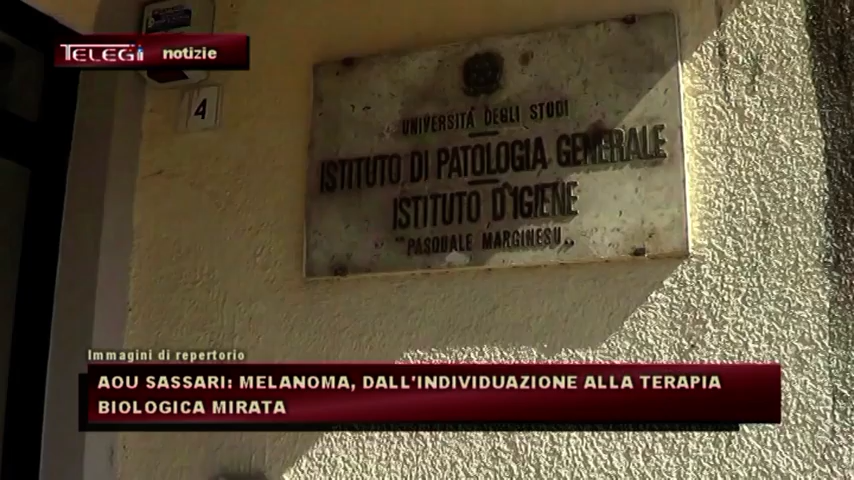 TELEGI notizie
4
UNIVERSITÁ DEGLI STUDI
ISTITUTO DI PATOLOGIA GENERALE
ISTITUTO D'IGIENE
"PASQUALE MARGINESU"
Immagini di repertorio
AOU SASSARI: MELANOMA, DALL'INDIVIDUAZIONE ALLA TERAPIA
BIOLOGICA MIRATA